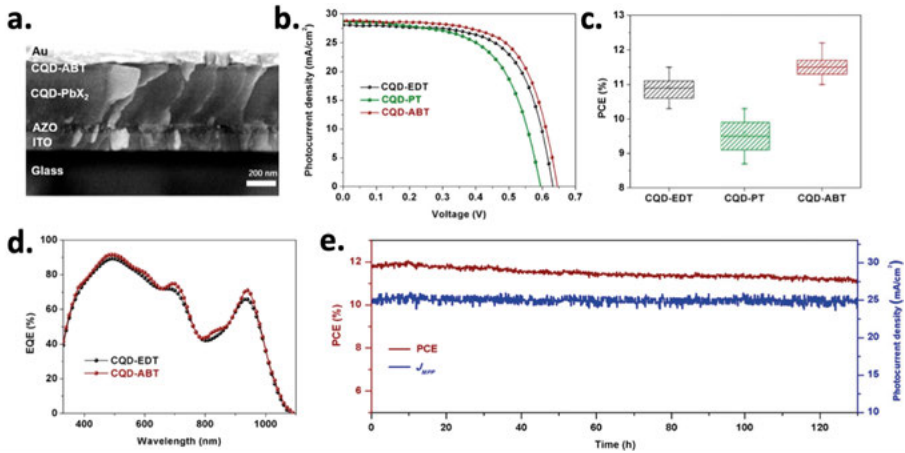 a.
Au
CQD-ABT
CQD-PbX2
AZO
ITO
Glass
200 nm
b.
Photocurrent density (mA/cm2)
30
25
20
15
10
5
0
CQD-EDT
CQD-PT
CQD-ABT
0.0 0.1 0.2 0.3 0.4 0.5 0.6 0.7
Voltage (V)
c.
PCE (%)
13
12
11
10
9
8
CQD-EDT CQD-PT CQD-ABT
d.
EQE (%)
100
80
60
40
20
0
CQD-EDT
CQD-ABT
400 600 800 1000
Wavelength (nm)
e.
PCE (%)
12
10
8
6
PCE
JMPP
0 20 40 60 80 100 120
Time (h)
35
30
25
20
15
10
Photocurrent density (mA/cm2)